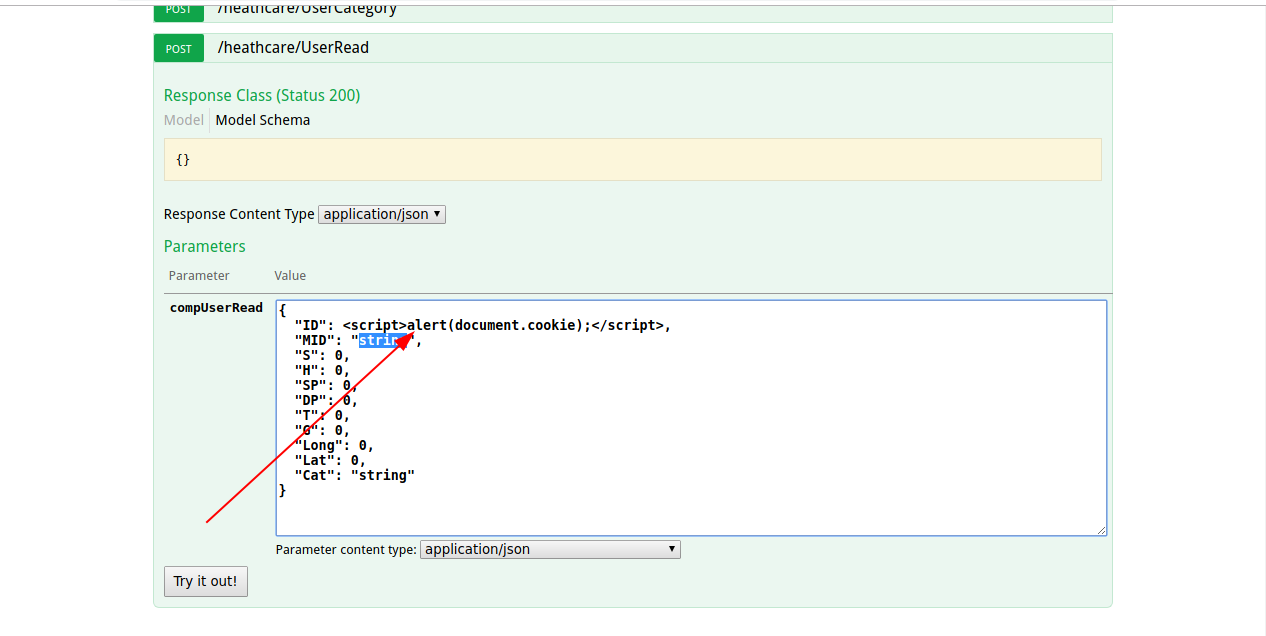 POST /heathcare/UserCategory
POST /heathcare/UserRead
Response Class (Status 200)
Model Model Schema
{}
Response Content Type application/json ▼
Parameters
Parameter Value
compUserRead {
"ID": <script>alert(document.cookie);</script>,
"MID": "string",
"S": 0,
"H": 0,
"SP": 0,
"DP": 0,
"T": 0,
"G": 0,
"Long": 0,
"Lat": 0,
"Cat": "string"
}
Parameter content type: application/json ▼
Try it out!